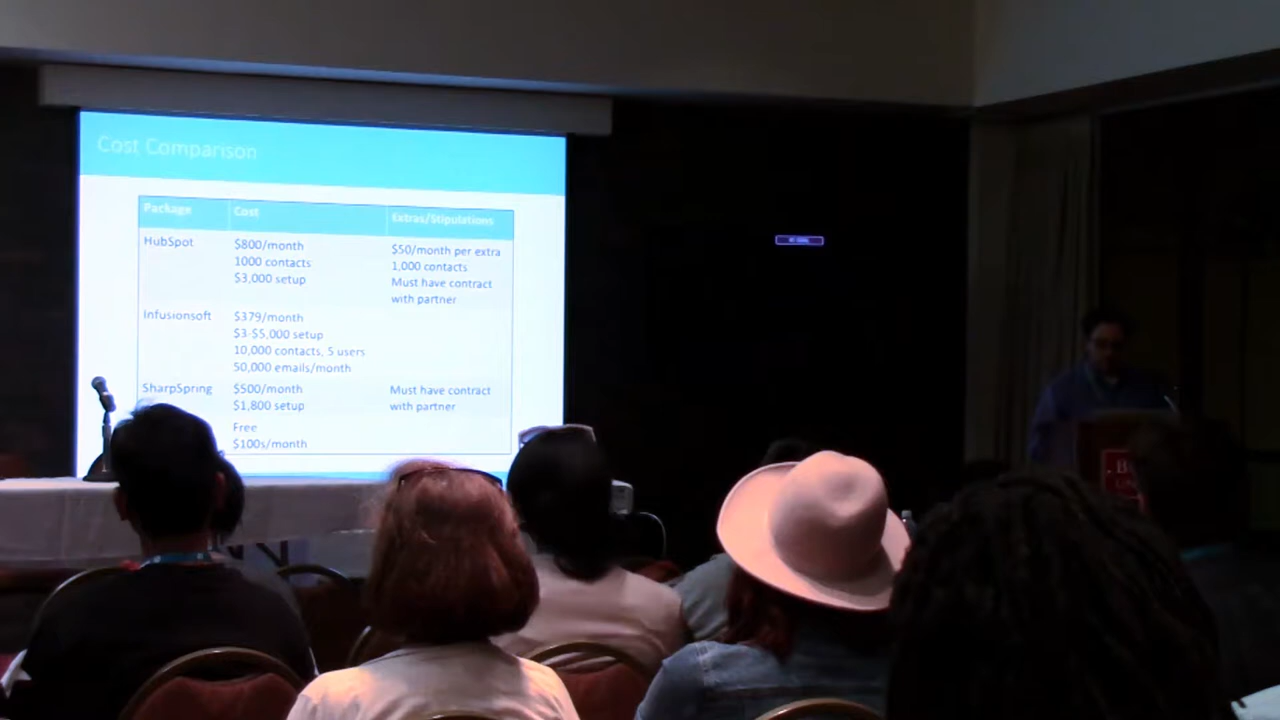 Cost Comparison
Package Cost Extras/Stipulations
HubSpot $800/month $50/month per extra
1000 contacts 1,000 contacts
$3,000 setup Must have contract
with partner
Infusionsoft $379/month
$3-$5,000 setup
10,000 contacts, 5 users
50,000 emails/month
SharpSpring $500/month Must have contract
$1,800 setup with partner
Free
$100s/month